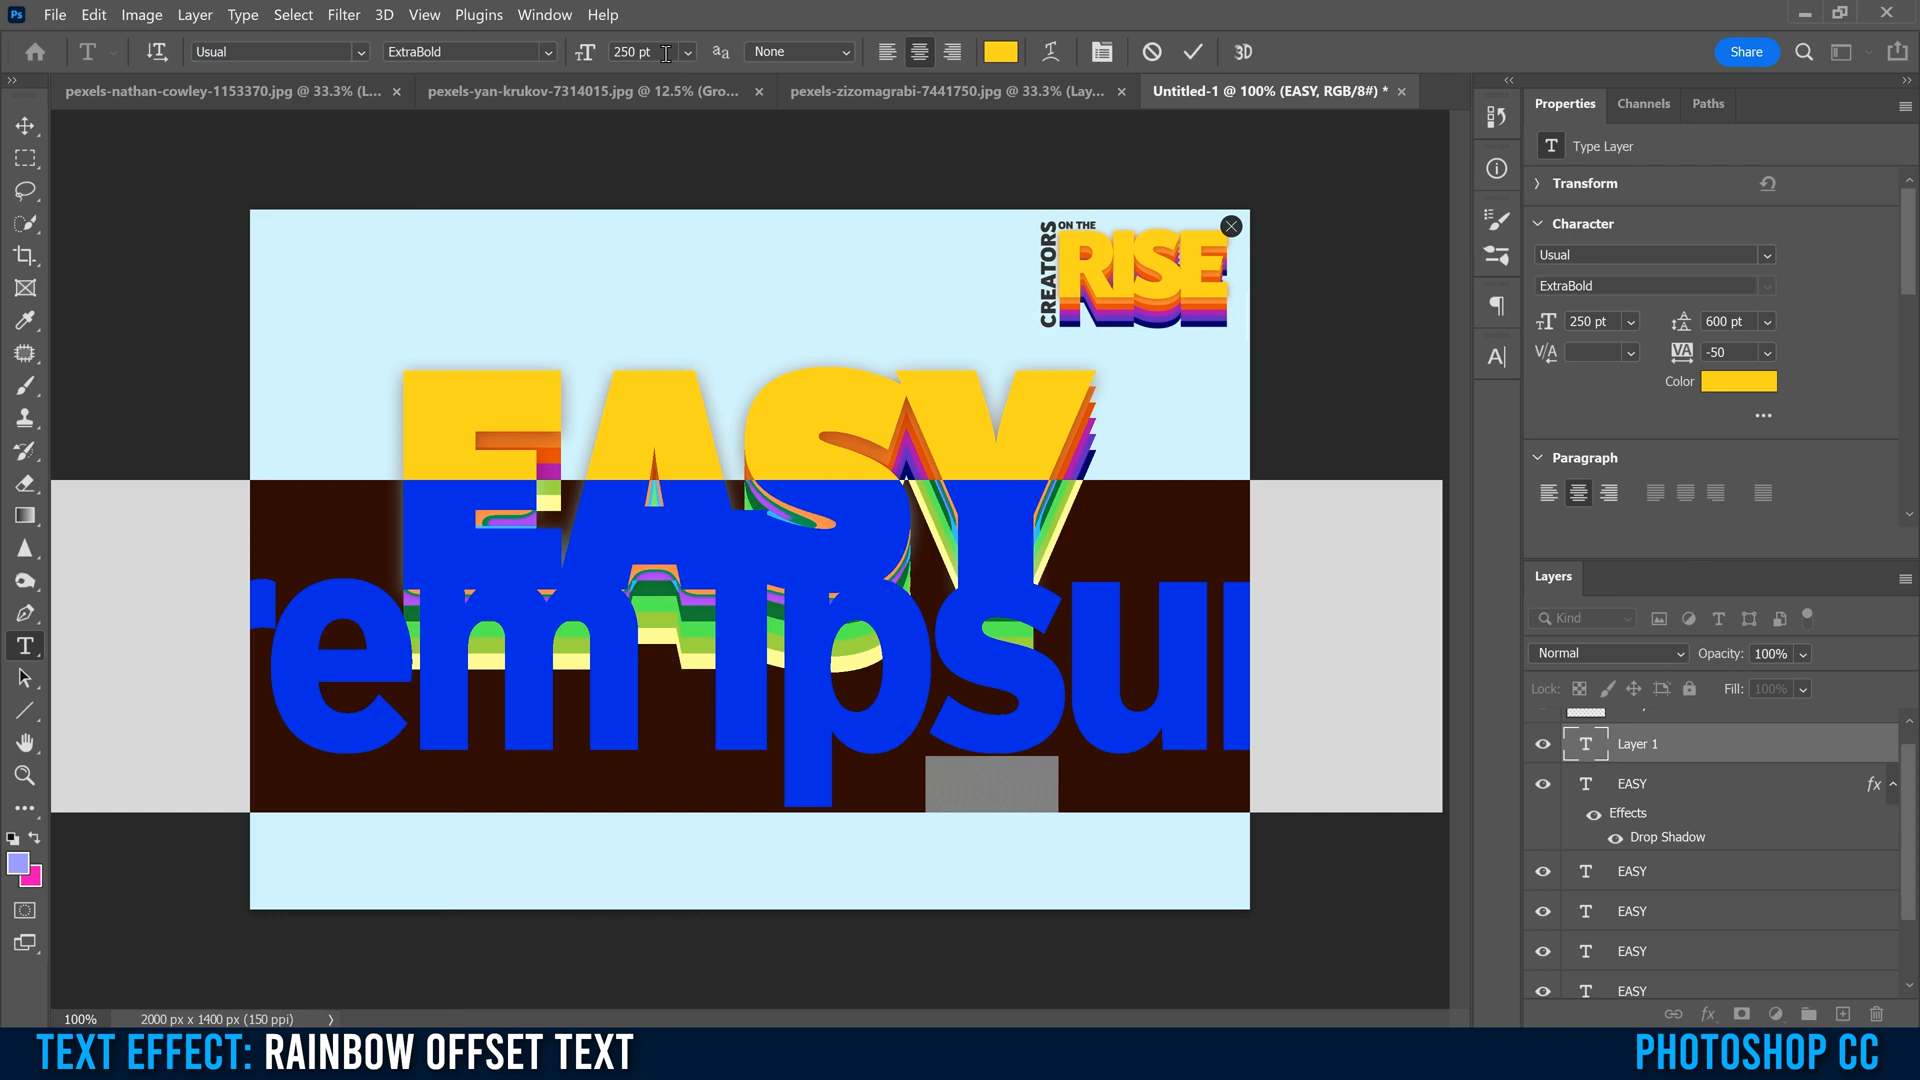 Ps File Edit Image Layer Type Select Filter 3D View Plugins Window Help
T Usual ExtraBold 250 pt None 3D Share
pexels-nathan-cowley-1153370.jpg @ 33.3% (L... × pexels-yan-krukov-7314015.jpg @ 12.5% (Gro... × pexels-zizomagrabi-7441750.jpg @ 33.3% (Lay... × Untitled-1 @ 100% (EASY, RGB/8#) * ×
Properties Channels Paths
T Type Layer
Transform
Character
Usual
ExtraBold
250 pt 600 pt
-50
Color
Paragraph
CREATORS
ON THE
RISE
EASY
rem Ipsu
Layers
Kind
Normal Opacity: 100%
Lock: Fill: 100%
T Layer 1
T EASY fx
Effects
Drop Shadow
T EASY
T EASY
T EASY
T EASY
100% 2000 px x 1400 px (150 ppi)
TEXT EFFECT: RAINBOW OFFSET TEXT
PHOTOSHOP CC